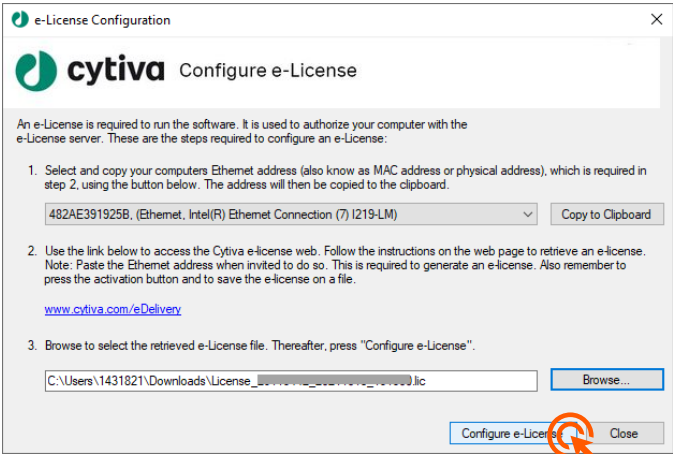 e-License Configuration
cytiva Configure e-License
An e-License is required to run the software. It is used to authorize your computer with the
e-License server. These are the steps required to configure an e-License:
1. Select and copy your computers Ethernet address (also know as MAC address or physical address), which is required in
step 2, using the button below. The address will then be copied to the clipboard.
482AE391925B, (Ethernet, Intel(R) Ethernet Connection (7) I219-LM) Copy to Clipboard
2. Use the link below to access the Cytiva e-license web. Follow the instructions on the web page to retrieve an e-license.
Note: Paste the Ethernet address when invited to do so. This is required to generate an e-license. Also remember to
press the activation button and to save the e-license on a file.
www.cytiva.com/eDelivery
3. Browse to select the retrieved e-License file. Thereafter, press "Configure e-License".
C:\Users\1431821\Downloads\License_ .lic Browse...
Configure e-License Close